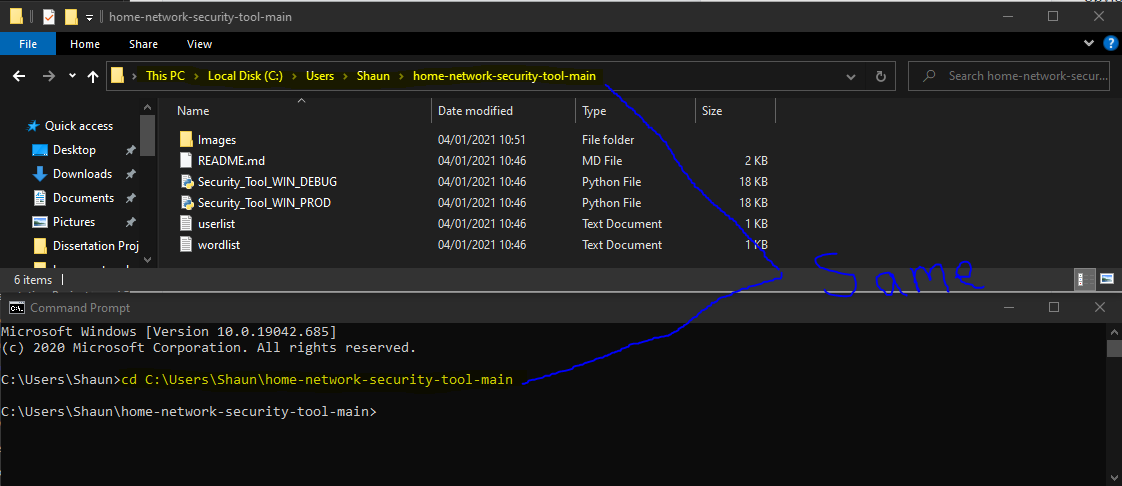 home-network-security-tool-main
File Home Share View
This PC Local Disk (C:) Users Shaun home-network-security-tool-main
Search home-network-secur...
Name Date modified Type Size
Quick access
Desktop
Downloads
Documents
Pictures
Dissertation Proj
Images 04/01/2021 10:51 File folder
README.md 04/01/2021 10:46 MD File 2 KB
Security_Tool_WIN_DEBUG 04/01/2021 10:46 Python File 18 KB
Security_Tool_WIN_PROD 04/01/2021 10:46 Python File 18 KB
userlist 04/01/2021 10:46 Text Document 1 KB
wordlist 04/01/2021 10:46 Text Document 1 KB
Same
6 items
Command Prompt
Microsoft Windows [Version 10.0.19042.685]
(c) 2020 Microsoft Corporation. All rights reserved.
C:\Users\Shaun>cd C:\Users\Shaun\home-network-security-tool-main
C:\Users\Shaun\home-network-security-tool-main>